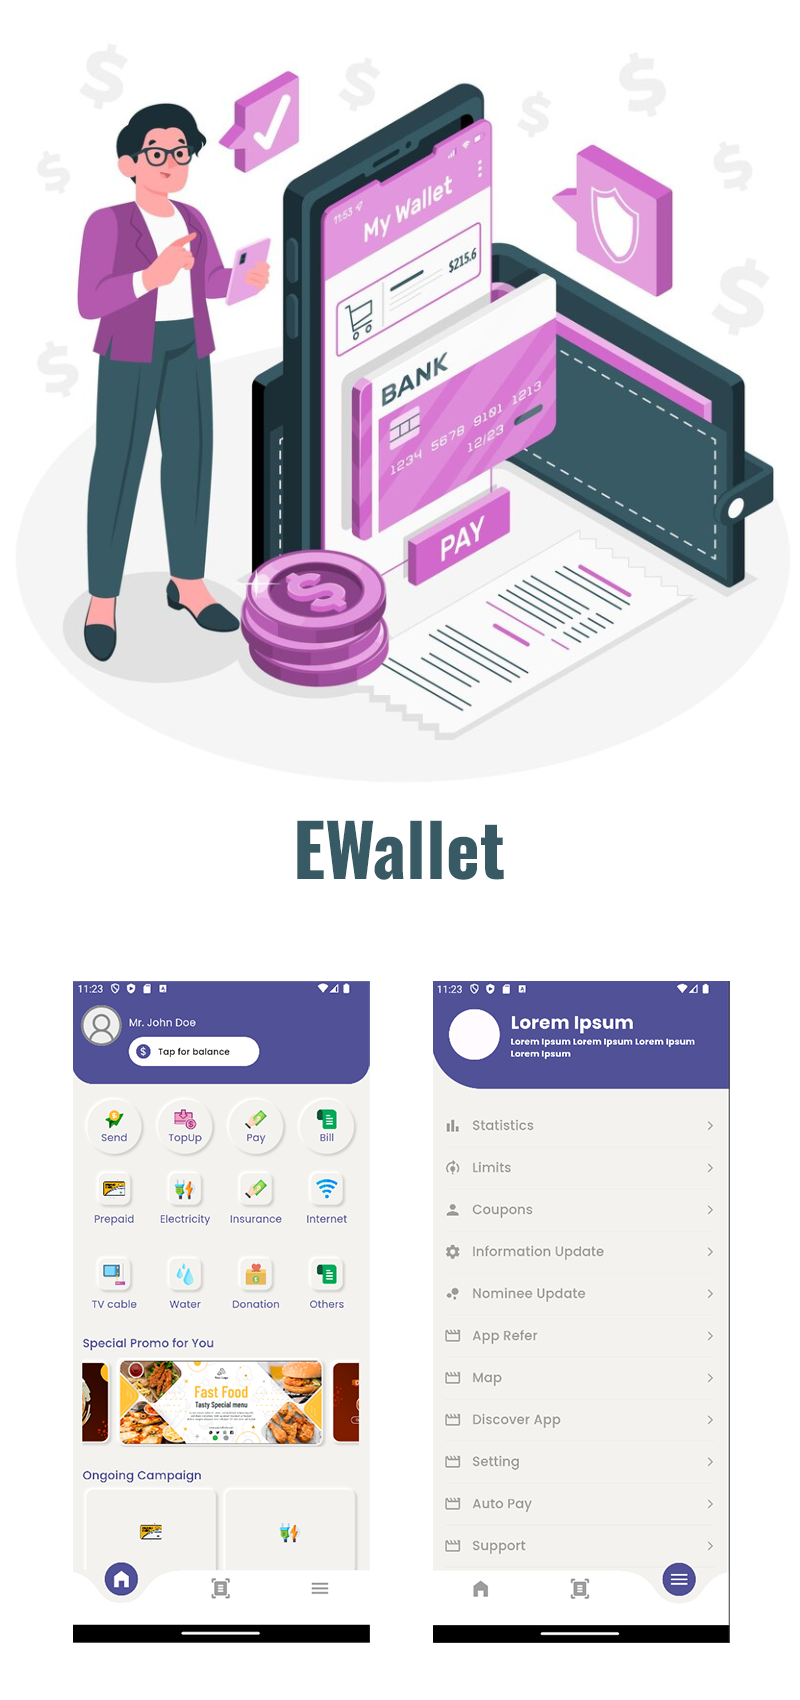 11:53
My Wallet
$215.6
BANK
1234 5678 9101 1213
12/23
PAY
EWallet
11:23
Mr. John Doe
$ Tap for balance
Send TopUp Pay Bill
Prepaid Electricity Insurance Internet
TV cable Water Donation Others
Special Promo for You
Fast Food
Tasty Special menu
Ongoing Campaign
11:23
Lorem Ipsum
Lorem Ipsum Lorem Ipsum Lorem Ipsum
Lorem Ipsum
Statistics
Limits
Coupons
Information Update
Nominee Update
App Refer
Map
Discover App
Setting
Auto Pay
Support